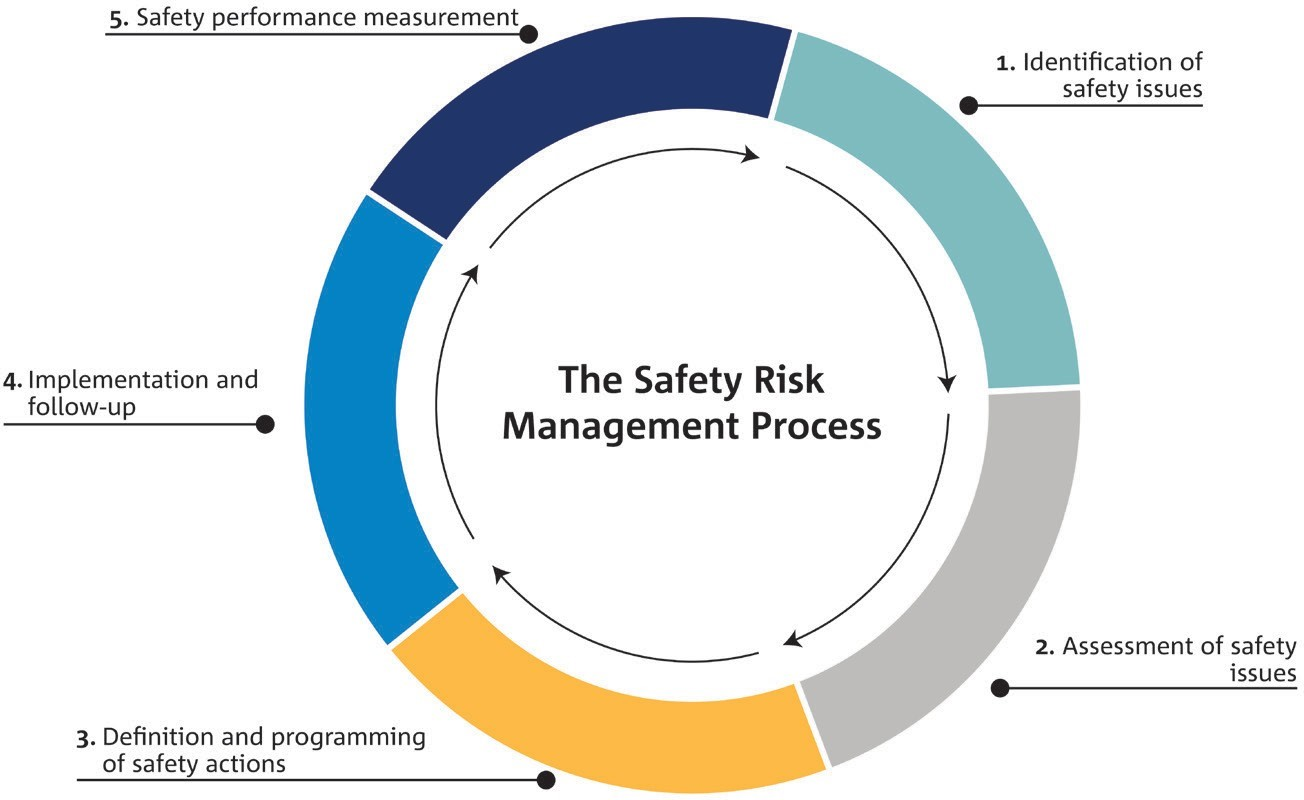 5. Safety performance measurement
1. Identification of
safety issues
The Safety Risk
Management Process
4. Implementation and
follow-up
2. Assessment of safety
issues
3. Definition and programming
of safety actions